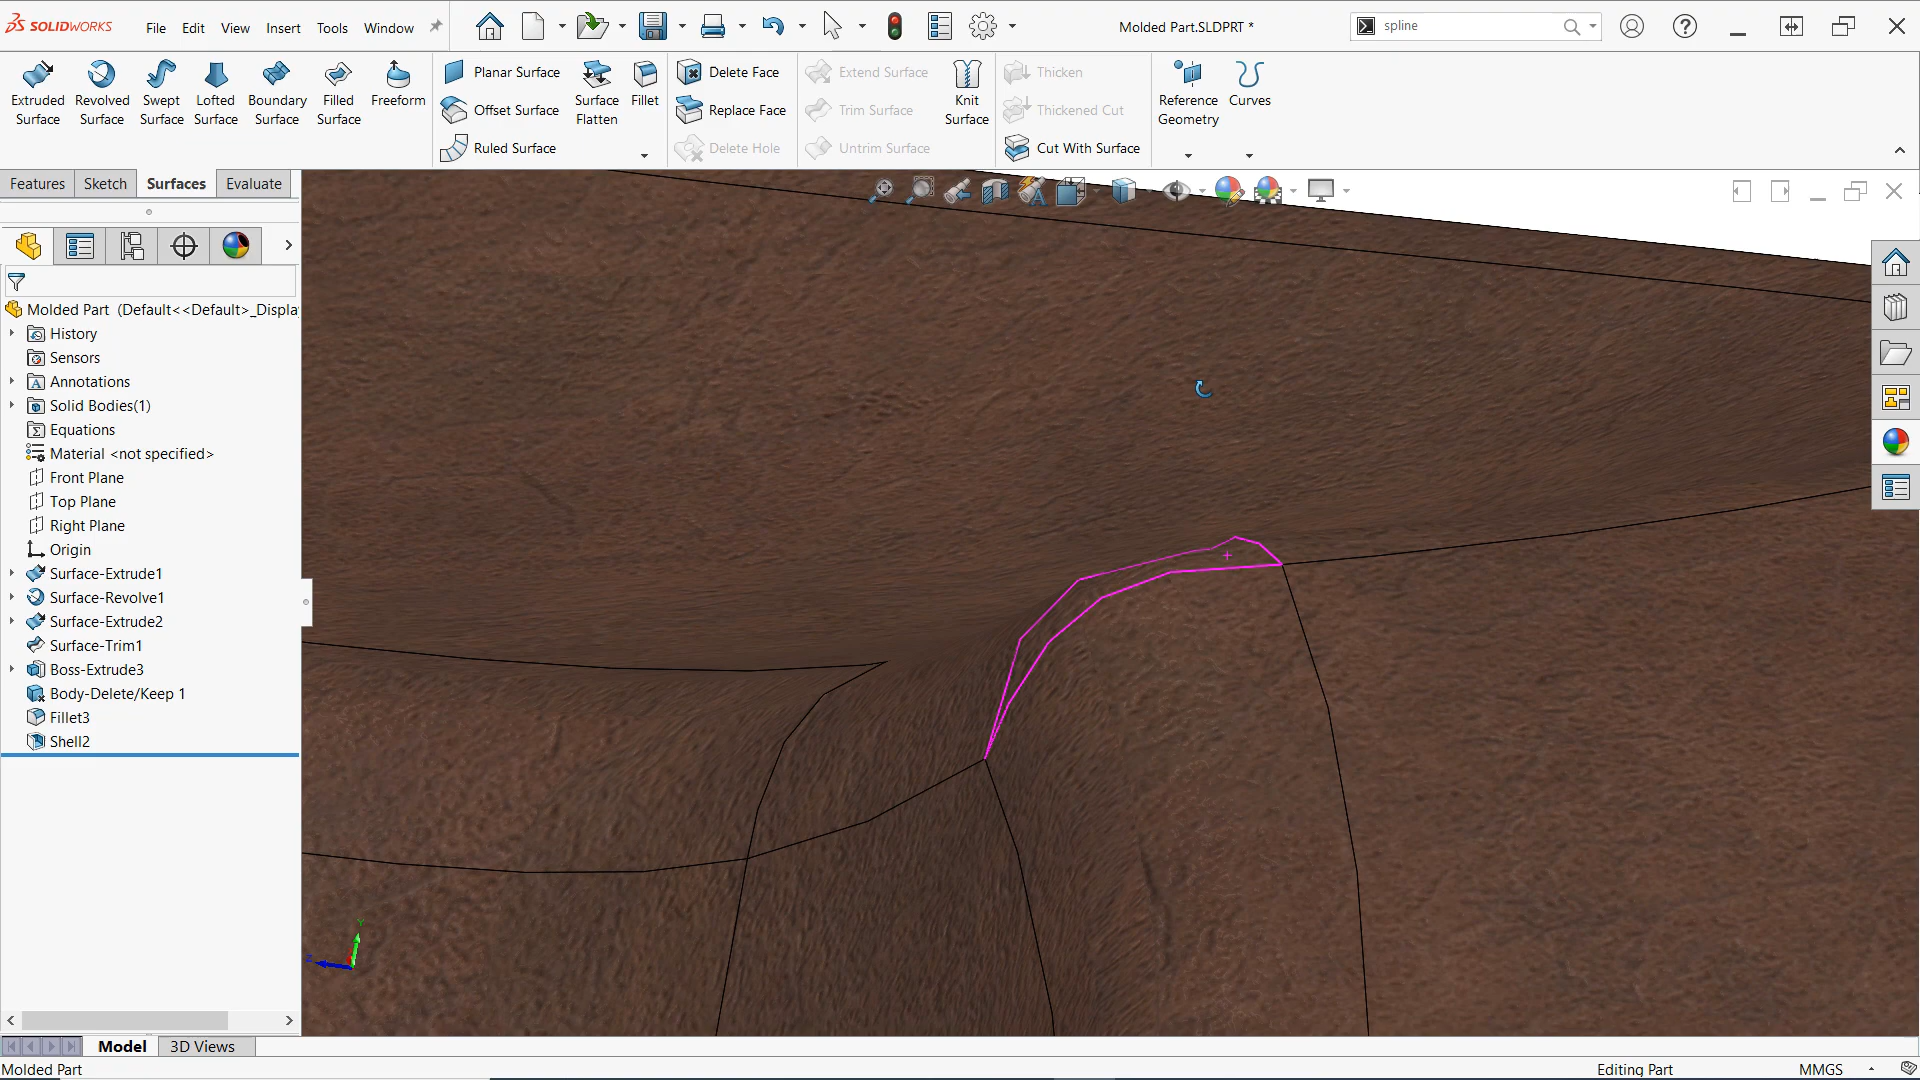 SOLIDWORKS File Edit View Insert Tools Window Molded Part.SLDPRT * spline
Extruded Surface
Revolved Surface
Swept Surface
Lofted Surface
Boundary Surface
Filled Surface
Freeform
Planar Surface
Offset Surface
Ruled Surface
Surface Flatten
Fillet
Delete Face
Replace Face
Delete Hole
Extend Surface
Trim Surface
Untrim Surface
Knit Surface
Thicken
Thickened Cut
Cut With Surface
Reference Geometry
Curves
Features Sketch Surfaces Evaluate
Molded Part (Default<<Default>_Displa
History
Sensors
Annotations
Solid Bodies(1)
Equations
Material <not specified>
Front Plane
Top Plane
Right Plane
Origin
Surface-Extrude1
Surface-Revolve1
Surface-Extrude2
Surface-Trim1
Boss-Extrude3
Body-Delete/Keep 1
Fillet3
Shell2
Y
Z
Model 3D Views
Molded Part Editing Part MMGS